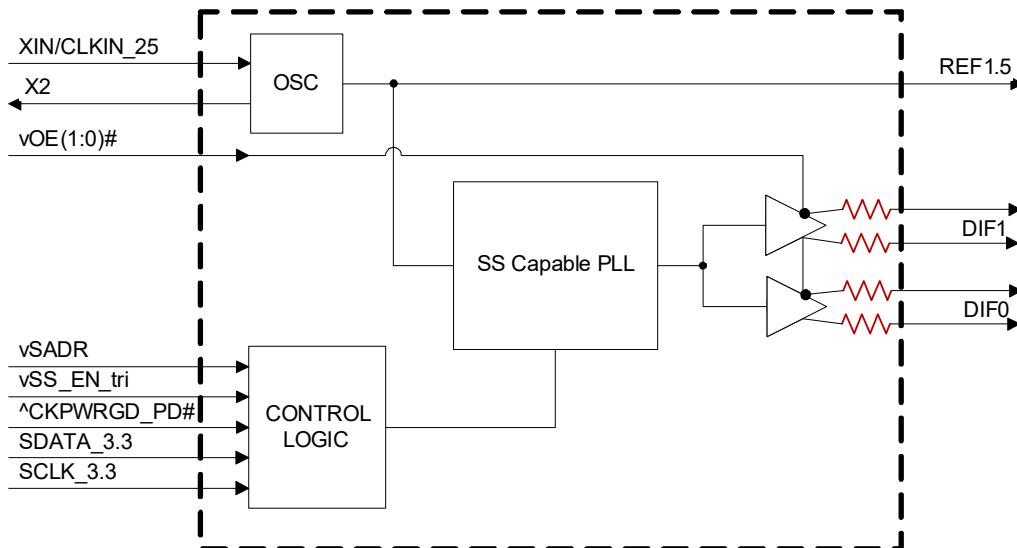 XIN/CLKIN_25
X2
OSC
REF1.5
vOE(1:0)#
SS Capable PLL
DIF1
DIF0
vSADR
vSS_EN_tri
^CKPWRGD_PD#
SDATA_3.3
SCLK_3.3
CONTROL
LOGIC